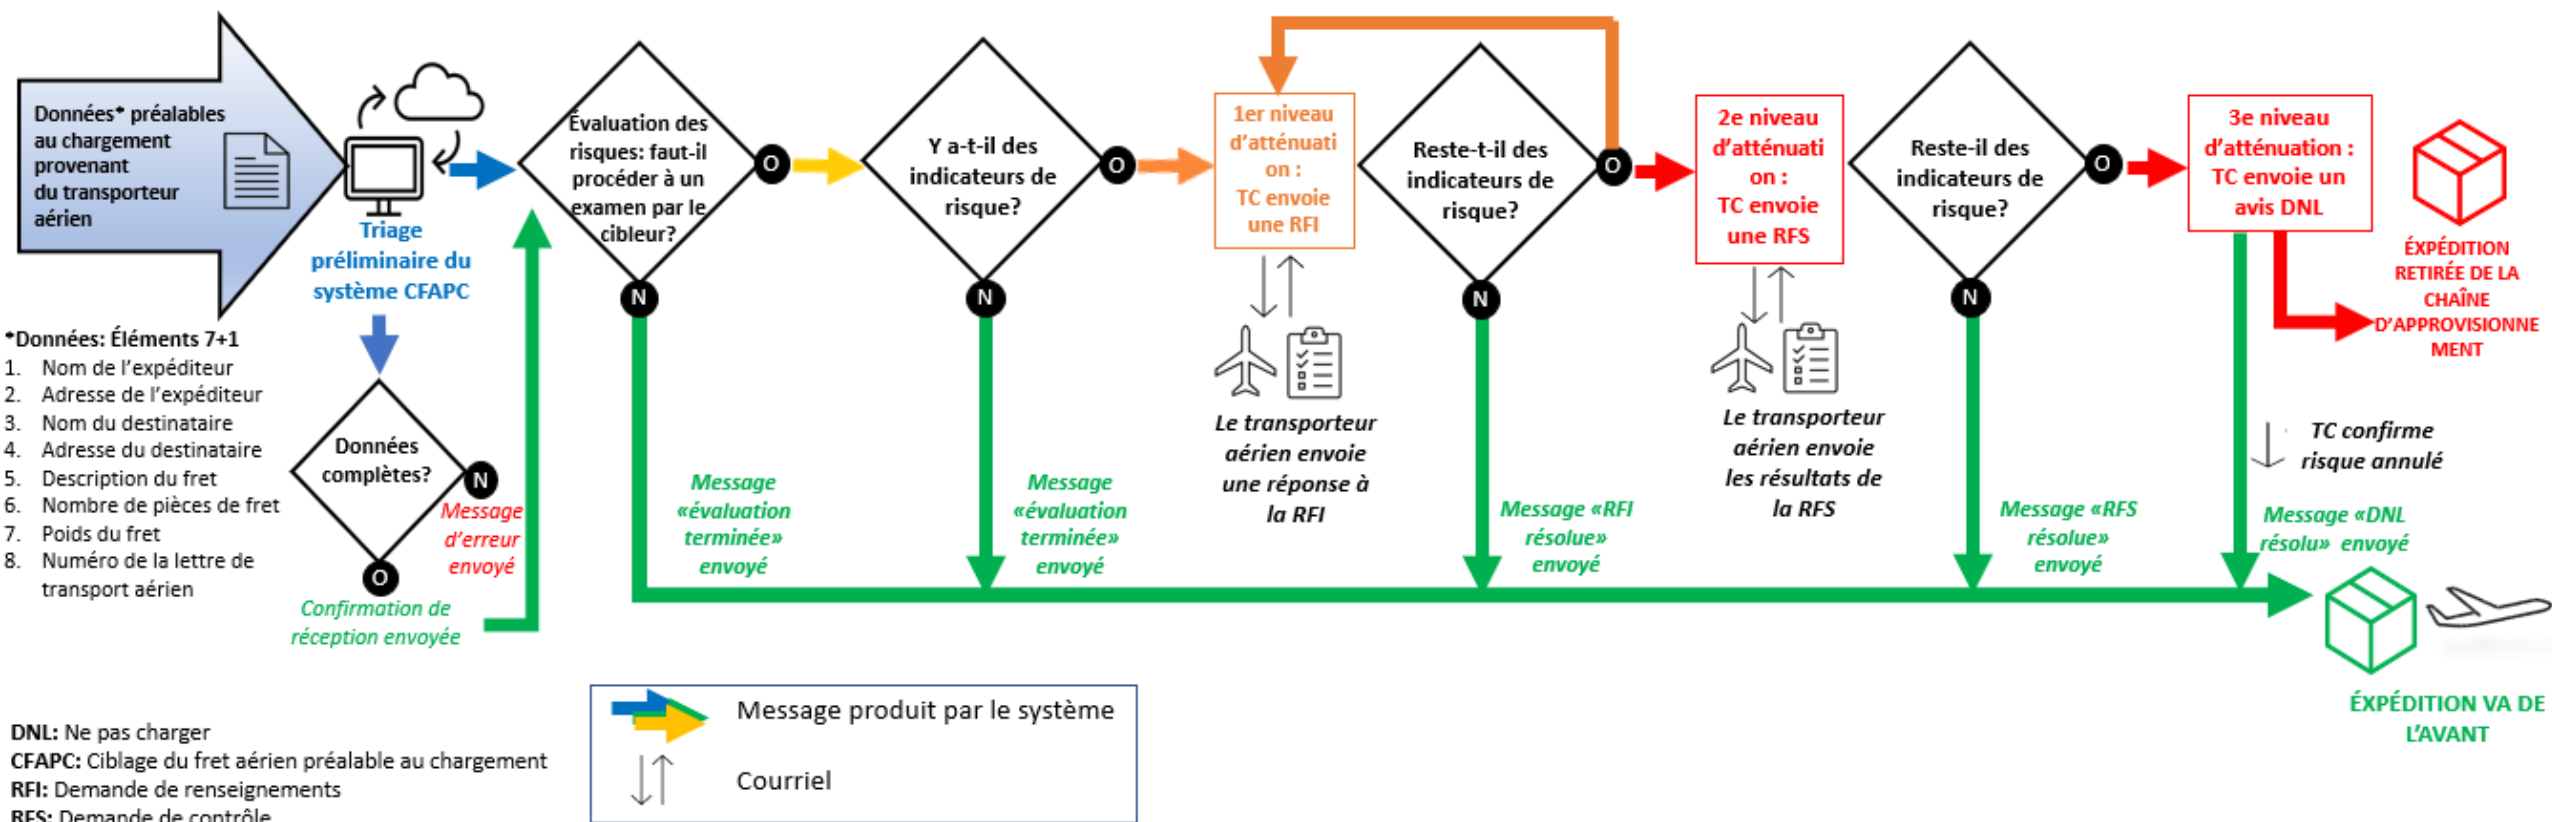 Données* préalables
au chargement
provenant
du transporteur
aérien
Triage
préliminaire du
système CFAPC
*Données: Éléments 7+1
1. Nom de l'expéditeur
2. Adresse de l'expéditeur
3. Nom du destinataire
4. Adresse du destinataire
5. Description du fret
6. Nombre de pièces de fret
7. Poids du fret
8. Numéro de la lettre de
transport aérien
Données
complètes?
N
Message
d'erreur
envoyé
O
Confirmation de
réception envoyée
Évaluation des
risques: faut-il
procéder à un
examen par le
cibleur?
O
N
Message
«évaluation
terminée»
envoyé
Y a-t-il des
indicateurs de
risque?
O
N
Message
«évaluation
terminée»
envoyé
1er niveau
d'atténuati
on :
TC envoie
une RFI
Le transporteur
aérien envoie
une réponse à
la RFI
Reste-t-il des
indicateurs de
risque?
O
N
Message «RFI
résolue»
envoyé
2e niveau
d'atténuati
on :
TC envoie
une RFS
Le transporteur
aérien envoie
les résultats de
la RFS
Reste-il des
indicateurs de
risque?
O
N
Message «RFS
résolue»
envoyé
3e niveau
d'atténuation :
TC envoie un
avis DNL
ÉXPÉDITION
RETIRÉE DE LA
CHAÎNE
D'APPROVISIONNE
MENT
TC confirme
risque annulé
Message «DNL
résolu» envoyé
ÉXPÉDITION VA DE
L'AVANT
DNL: Ne pas charger
CFAPC: Ciblage du fret aérien préalable au chargement
RFI: Demande de renseignements
RFS: Demande de contrôle
Message produit par le système
Courriel